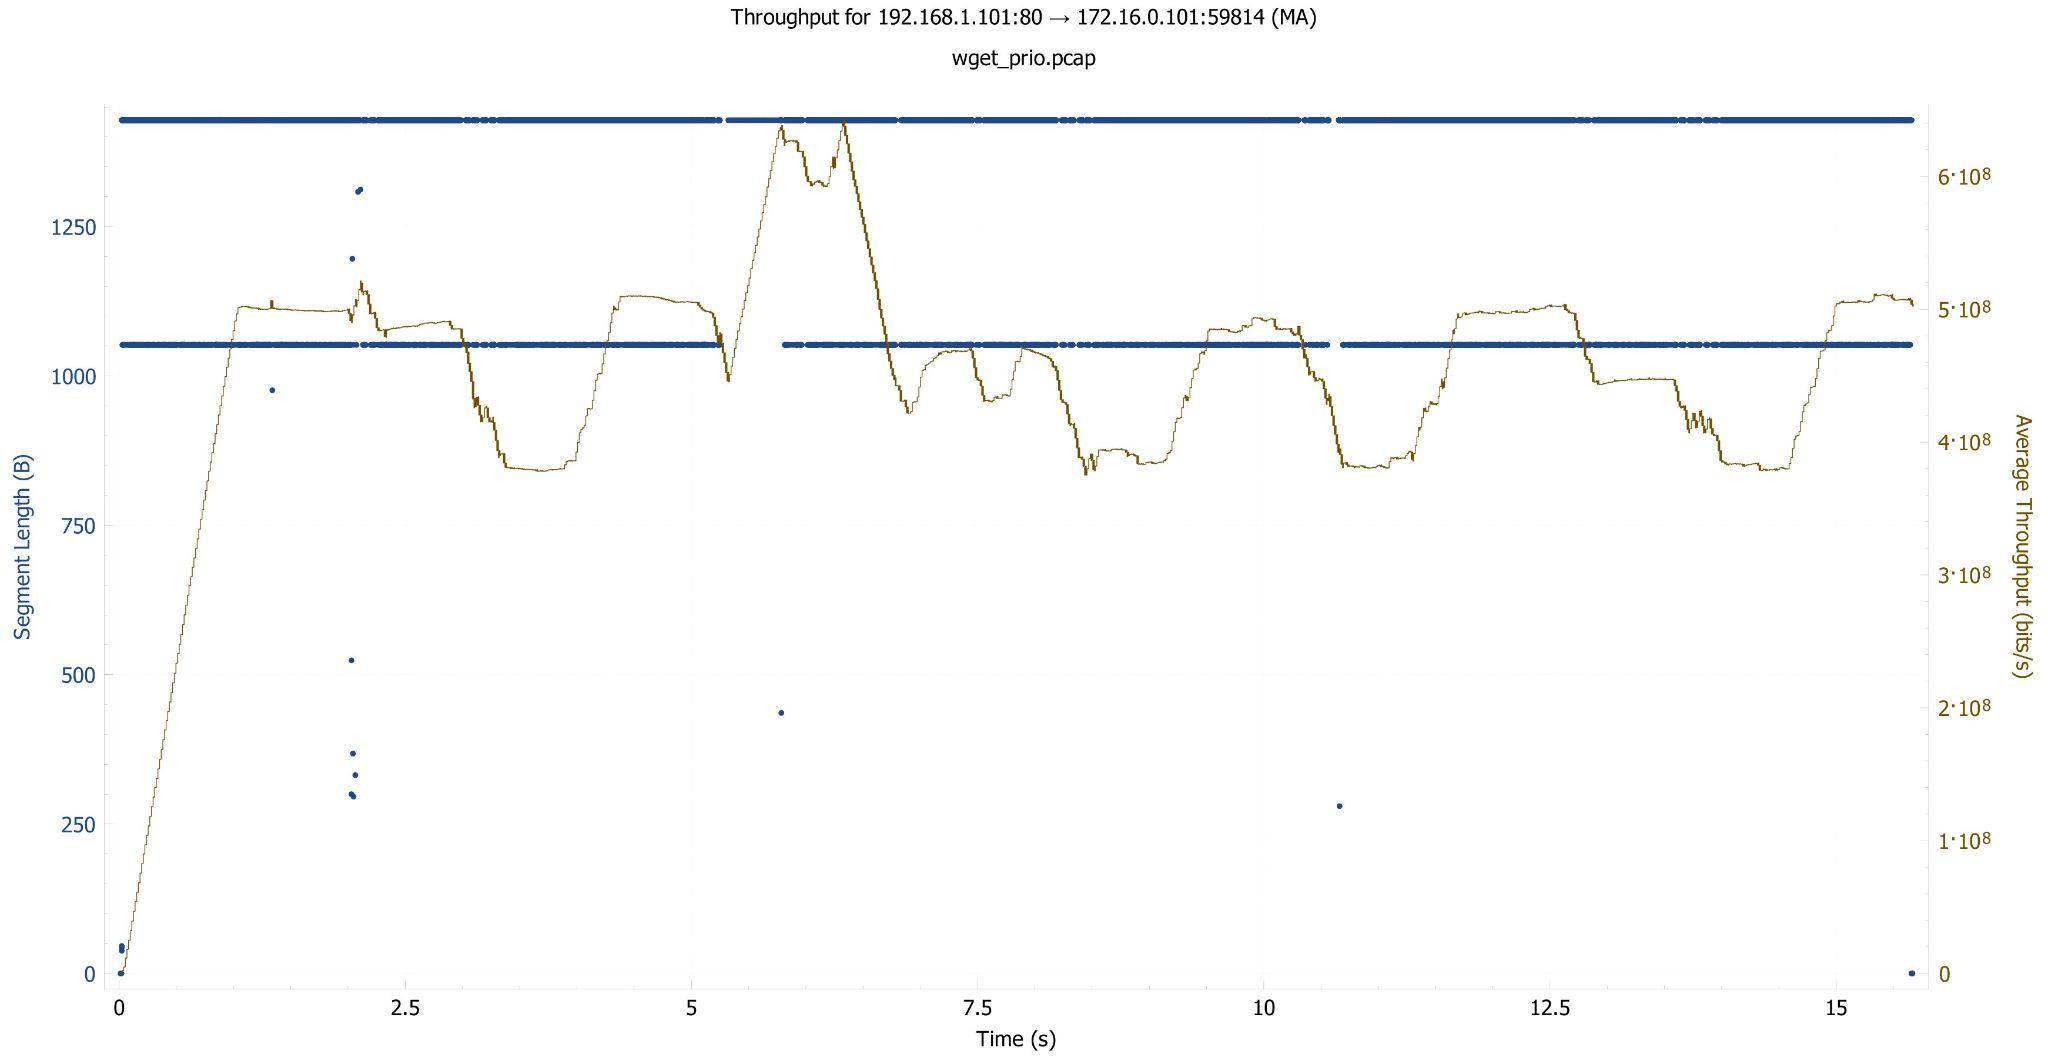 Throughput for 192.168.1.101:80 → 172.16.0.101:59814 (MA)
wget_prio.pcap
Segment Length (B)
1250
1000
750
500
250
0
6·10⁸
5·10⁸
4·10⁸
3·10⁸
2·10⁸
1·10⁸
0
Average Throughput (bits/s)
0 2.5 5 7.5 10 12.5 15
Time (s)